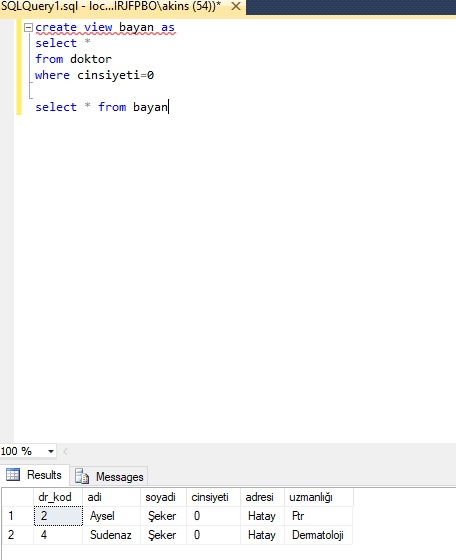 SQLQuery1.sql - loc...IRJFPBO\akins (54))* ×
create view bayan as
select *
from doktor
where cinsiyeti=0
select * from bayan
100 %
Results Messages
dr_kod adi soyadi cinsiyeti adresi uzmanlığı
1 2 Aysel Şeker 0 Hatay Ftr
2 4 Sudenaz Şeker 0 Hatay Dermatoloji